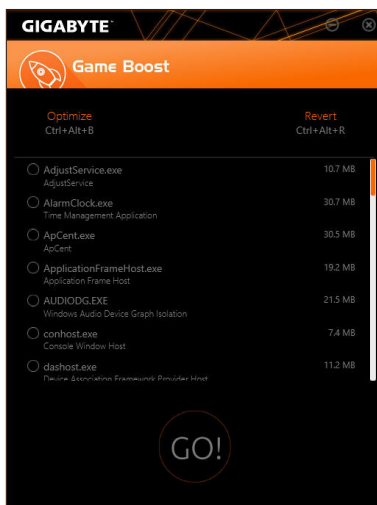 GIGABYTE
Game Boost
Optimize
Ctrl+Alt+B
Revert
Ctrl+Alt+R
AdjustService.exe 10.7 MB
AdjustService
AlarmClock.exe 30.7 MB
Time Management Application
ApCent.exe 30.5 MB
ApCent
ApplicationFrameHost.exe 19.2 MB
Application Frame Host
AUDIODG.EXE 21.5 MB
Windows Audio Device Graph Isolation
conhost.exe 7.4 MB
Console Window Host
dashost.exe 11.2 MB
Device Association Framework Provider Host
GO!